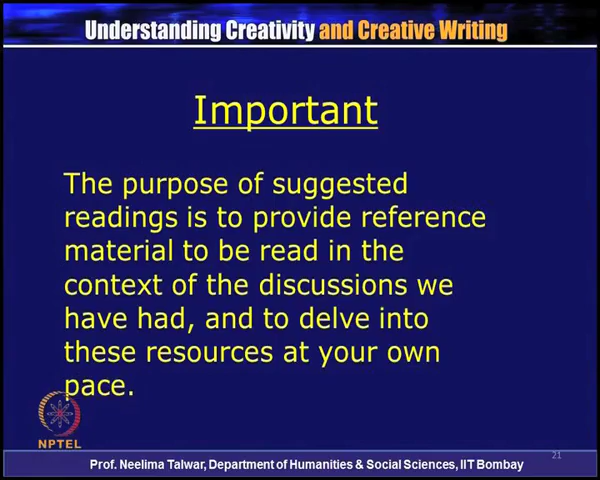 Understanding Creativity and Creative Writing
Important
The purpose of suggested
readings is to provide reference
material to be read in the
context of the discussions we
have had, and to delve into
these resources at your own
pace.
NPTEL
21
Prof. Neelima Talwar, Department of Humanities & Social Sciences, IIT Bombay